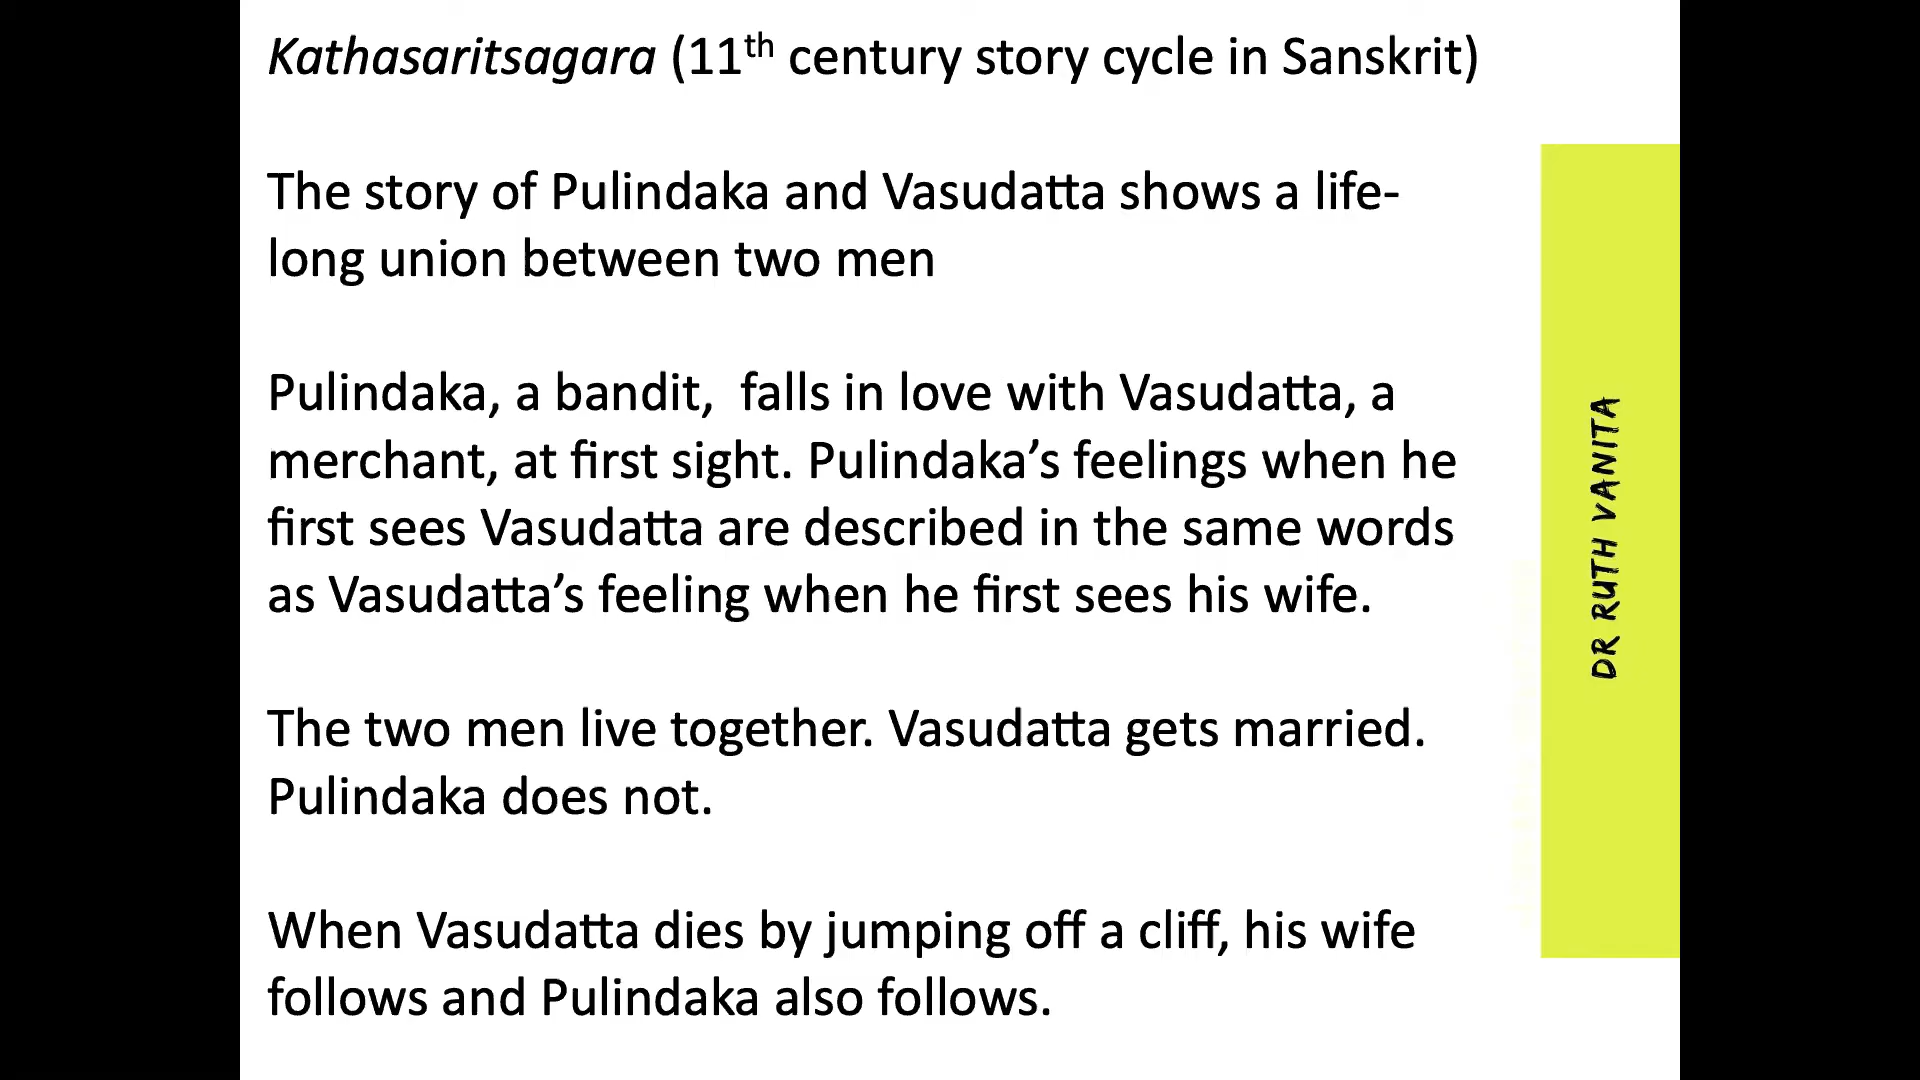 Kathasaritsagara (11th century story cycle in Sanskrit)
The story of Pulindaka and Vasudatta shows a life-
long union between two men
Pulindaka, a bandit,  falls in love with Vasudatta, a
merchant, at first sight. Pulindaka’s feelings when he
first sees Vasudatta are described in the same words
as Vasudatta’s feeling when he first sees his wife.
The two men live together. Vasudatta gets married.
Pulindaka does not.
When Vasudatta dies by jumping off a cliff, his wife
follows and Pulindaka also follows.
DR RUTH VANITA